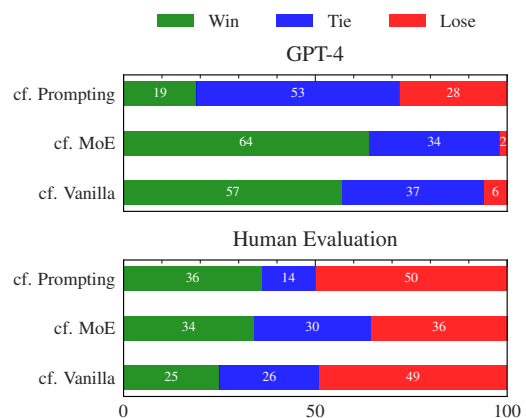 Win Tie Lose
GPT-4
cf. Prompting 19 53 28
cf. MoE 64 34 2
cf. Vanilla 57 37 6
Human Evaluation
cf. Prompting 36 14 50
cf. MoE 34 30 36
cf. Vanilla 25 26 49
0 50 100